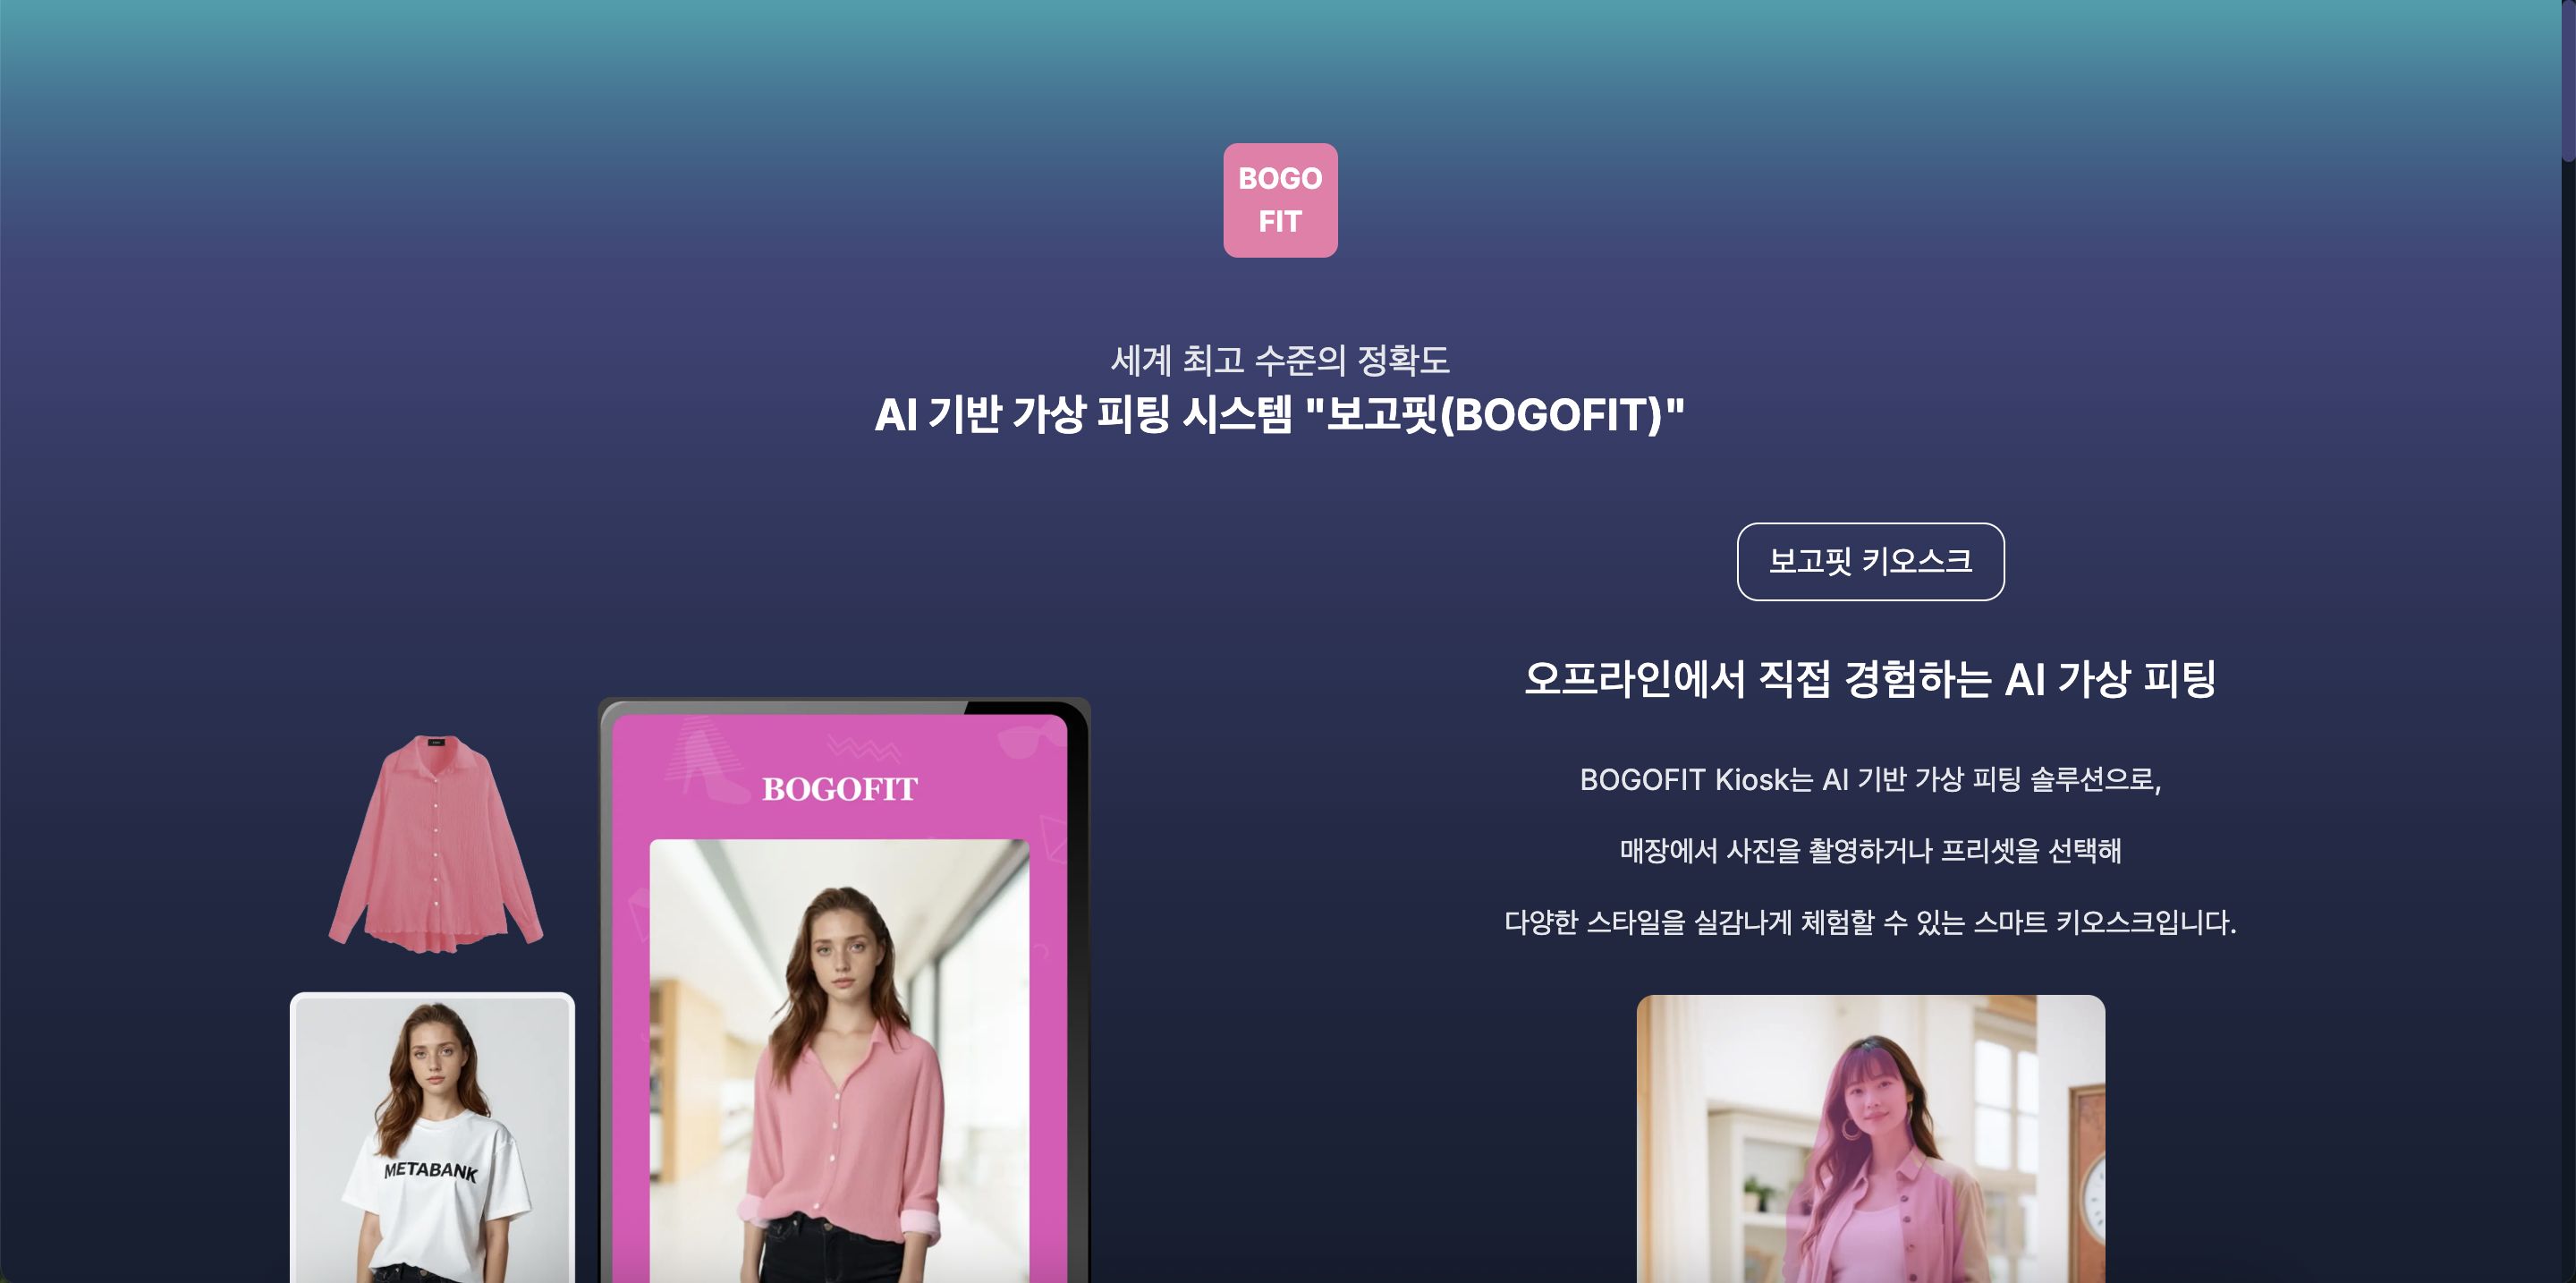 BOGO
FIT
세계 최고 수준의 정확도
AI 기반 가상 피팅 시스템 "보고핏(BOGOFIT)"
보고핏 키오스크
오프라인에서 직접 경험하는 AI 가상 피팅
BOGOFIT Kiosk는 AI 기반 가상 피팅 솔루션으로,
매장에서 사진을 촬영하거나 프리셋을 선택해
다양한 스타일을 실감나게 체험할 수 있는 스마트 키오스크입니다.
BOGOFIT
METABANK